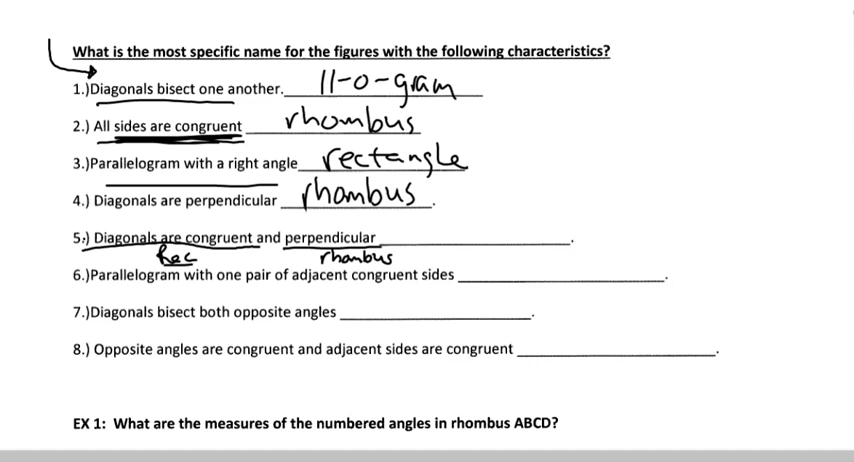 What is the most specific name for the figures with the following characteristics?
1.)Diagonals bisect one another. 11-o-gram
2.) All sides are congruent rhombus
3.)Parallelogram with a right angle rectangle
4.) Diagonals are perpendicular rhombus.
5.) Diagonals are congruent and perpendicular.
Rec rhombus
6.)Parallelogram with one pair of adjacent congruent sides.
7.)Diagonals bisect both opposite angles.
8.) Opposite angles are congruent and adjacent sides are congruent.
EX 1: What are the measures of the numbered angles in rhombus ABCD?